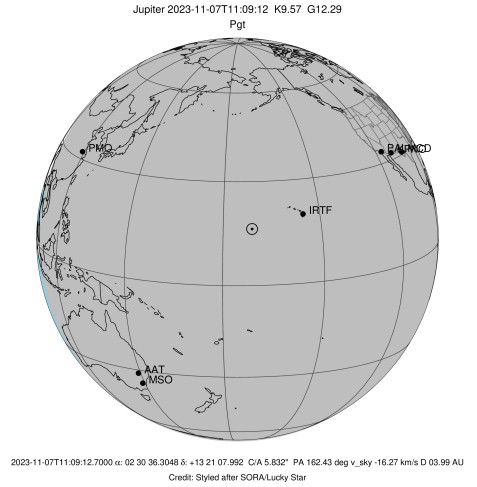 Jupiter 2023-11-07T11:09:12 K9.57 G12.29
Pgt
PMO
IRTF
AAT
MSO
2023-11-07T11:09:12.7000 α: 02 30 36.3048 δ: +13 21 07.992 C/A 5.832" PA 162.43 deg v_sky -16.27 km/s D 03.99 AU
Credit: Styled after SORA/Lucky Star